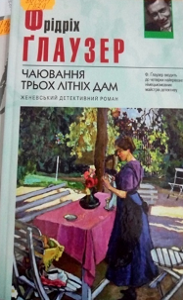 Фрідріх
ҐЛАУЗЕР
ЧАЮВАННЯ
ТРЬОХ ЛІТНІХ ДАМ
ЖЕНЕВСЬКИЙ ДЕТЕКТИВНИЙ РОМАН